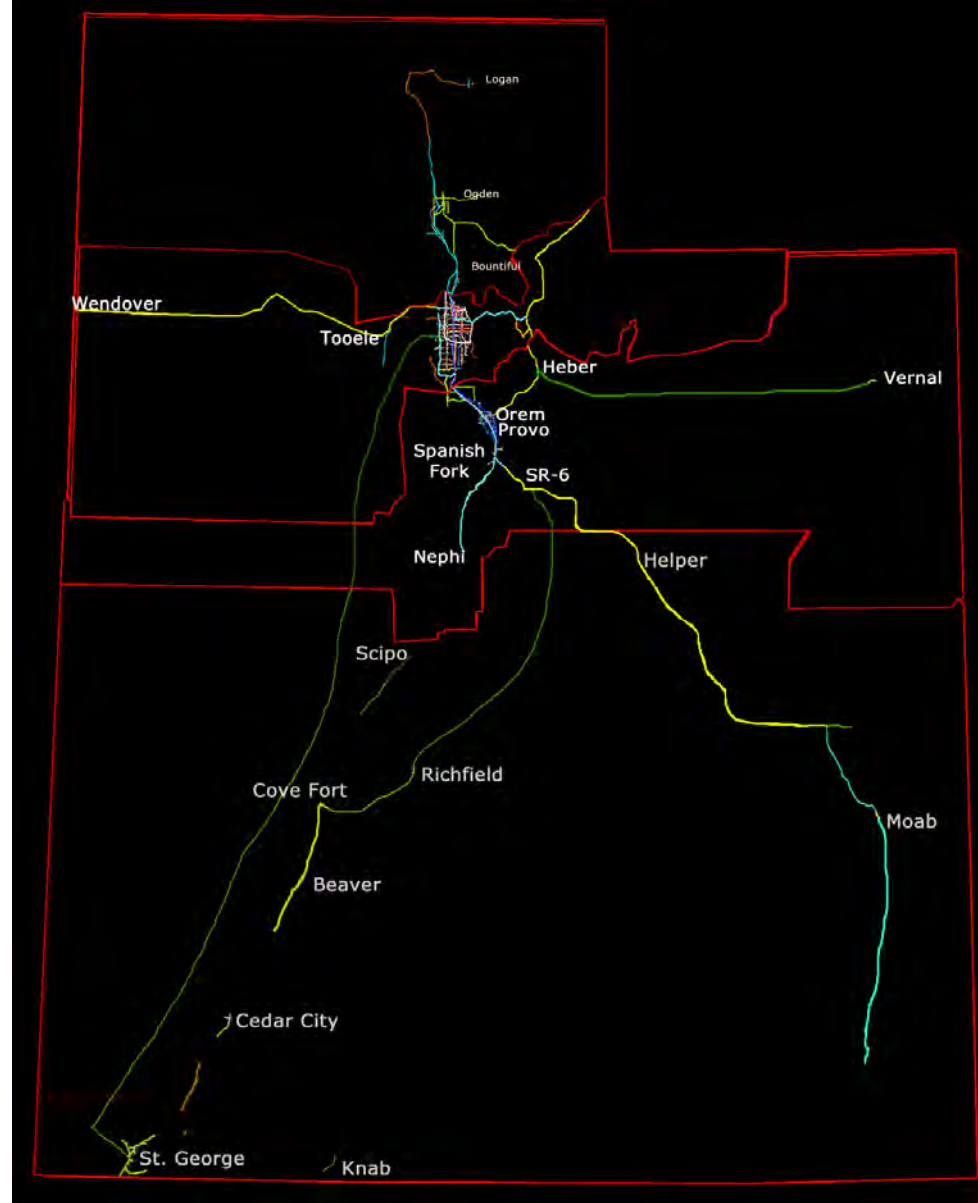 Logan
Ogden
Bountiful
Wendover
Tooele
Heber
Vernal
Orem
Provo
Spanish
Fork
SR-6
Nephi
Helper
Scipo
Richfield
Cove Fort
Moab
Beaver
Cedar City
St. George
Knab